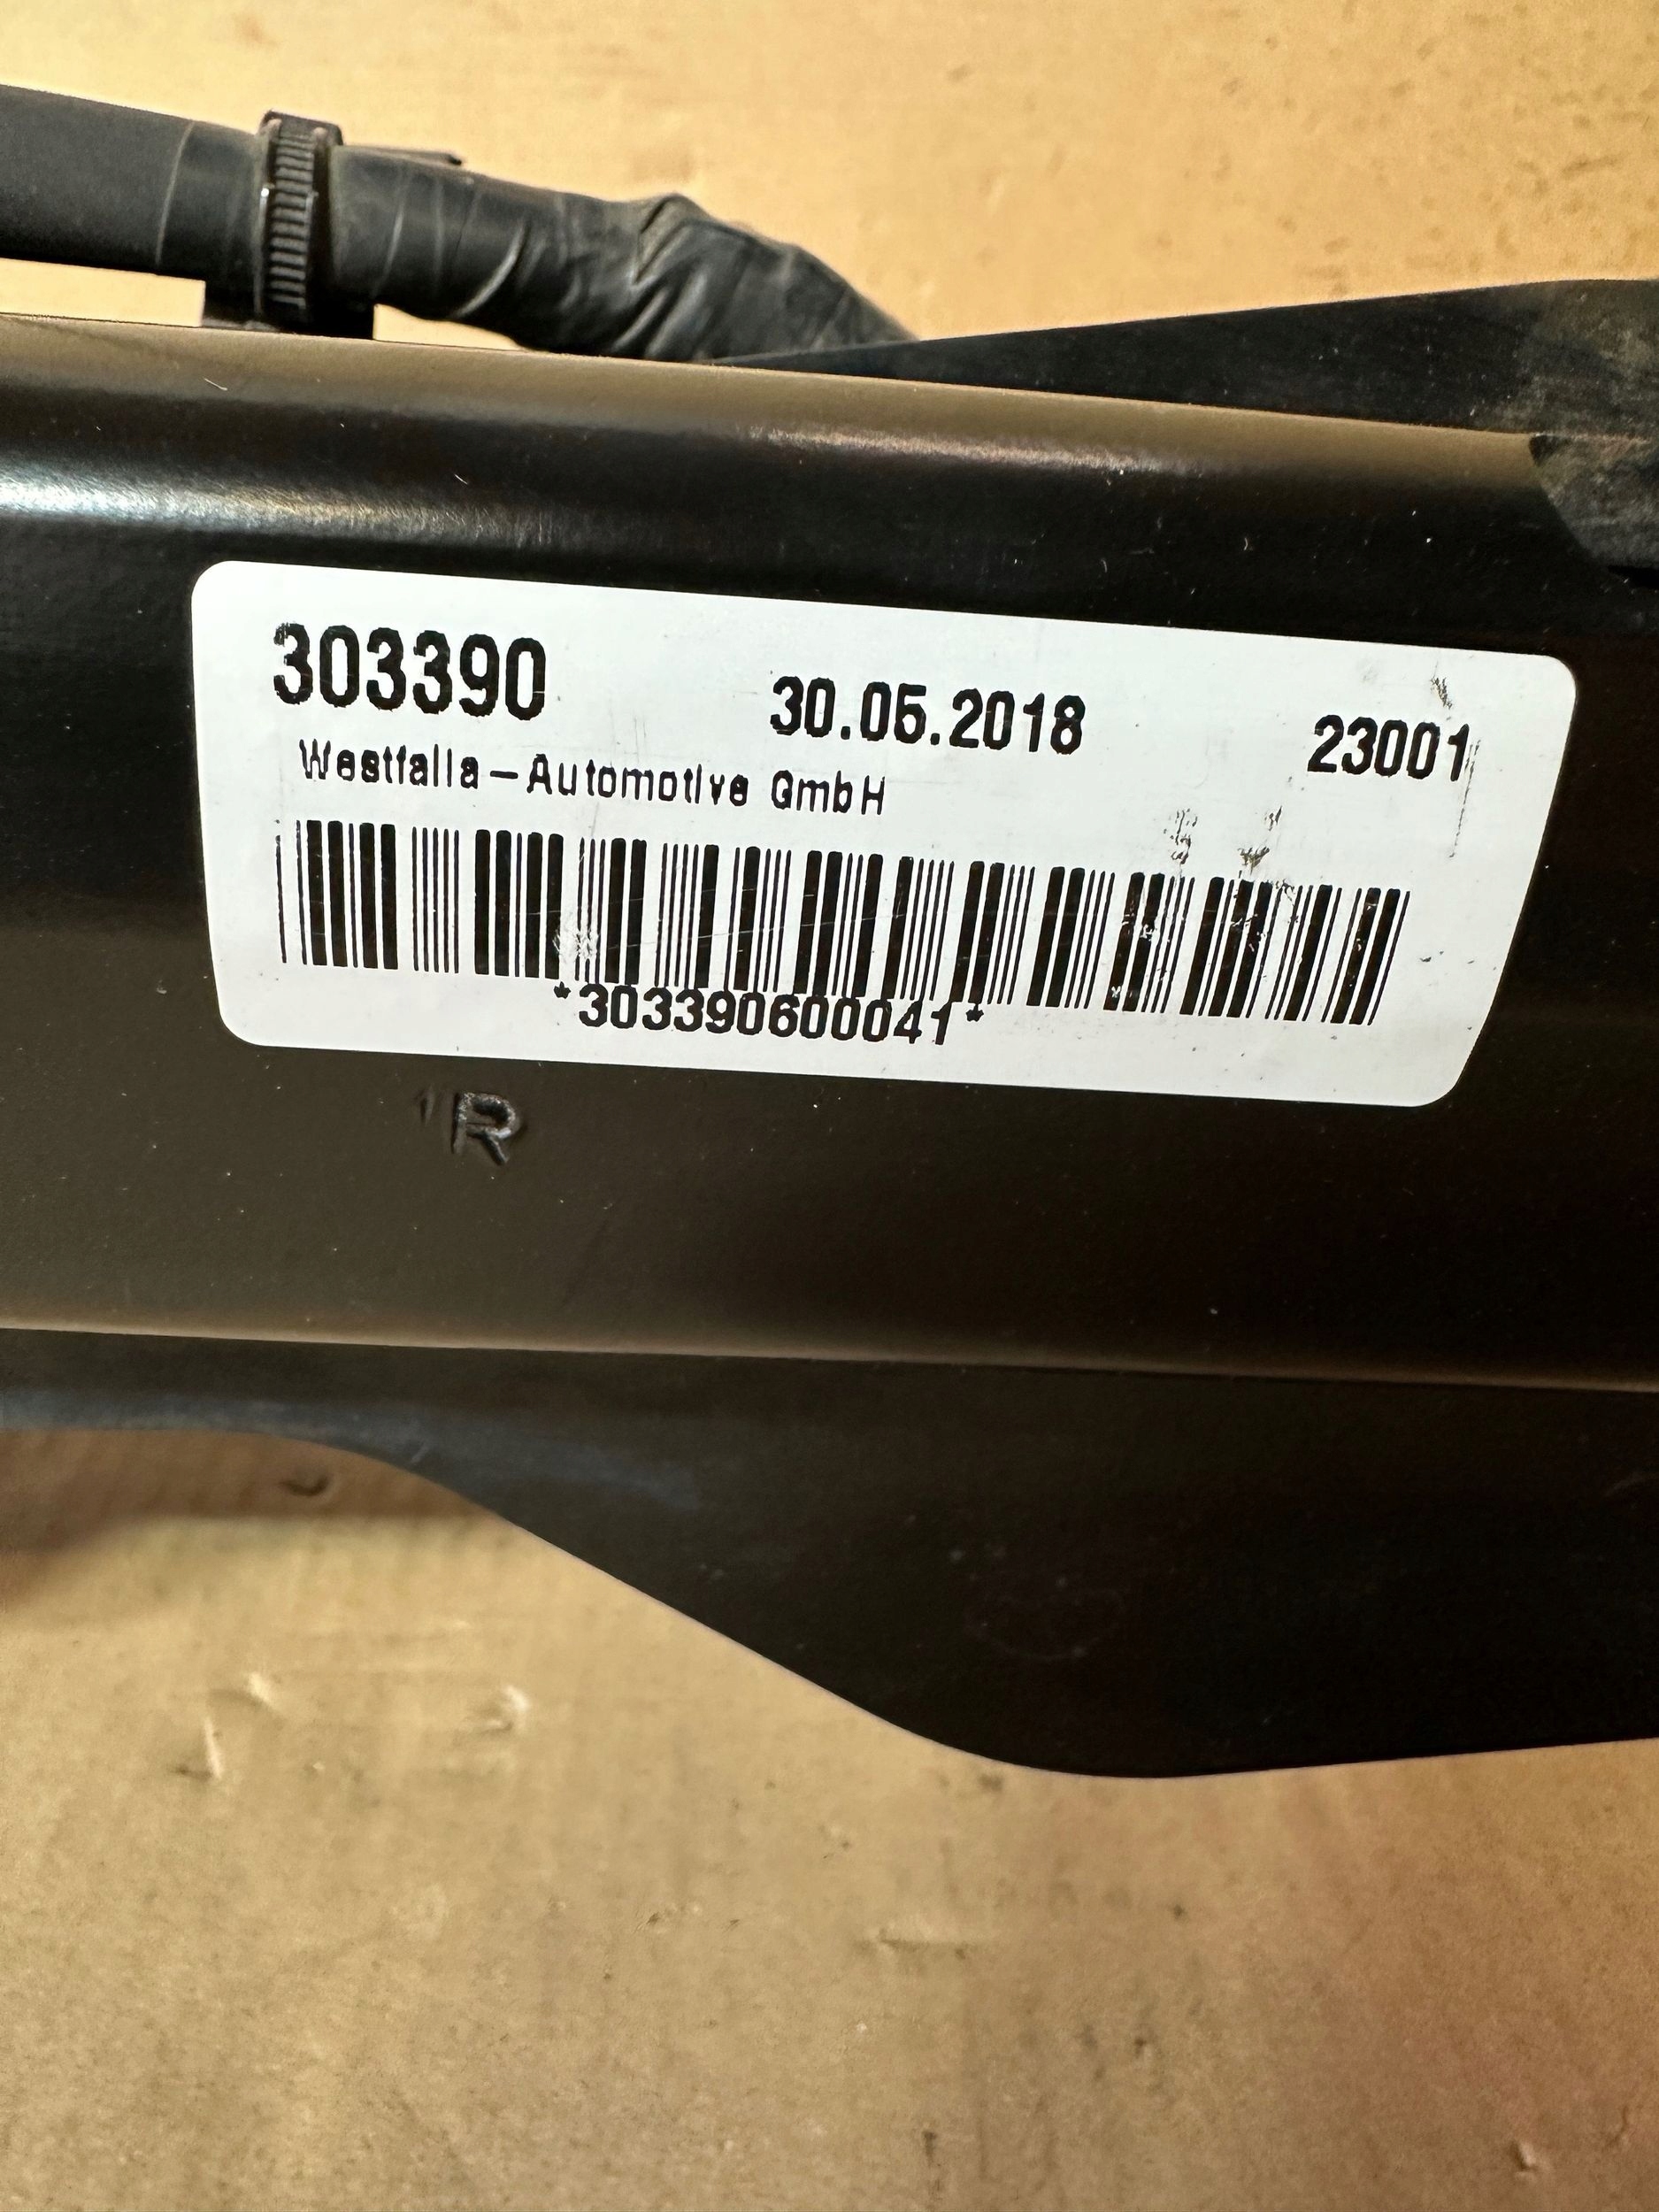 303390 30.05.2018 23001
Westfalia-Automotive GmbH
*303390600041*
R